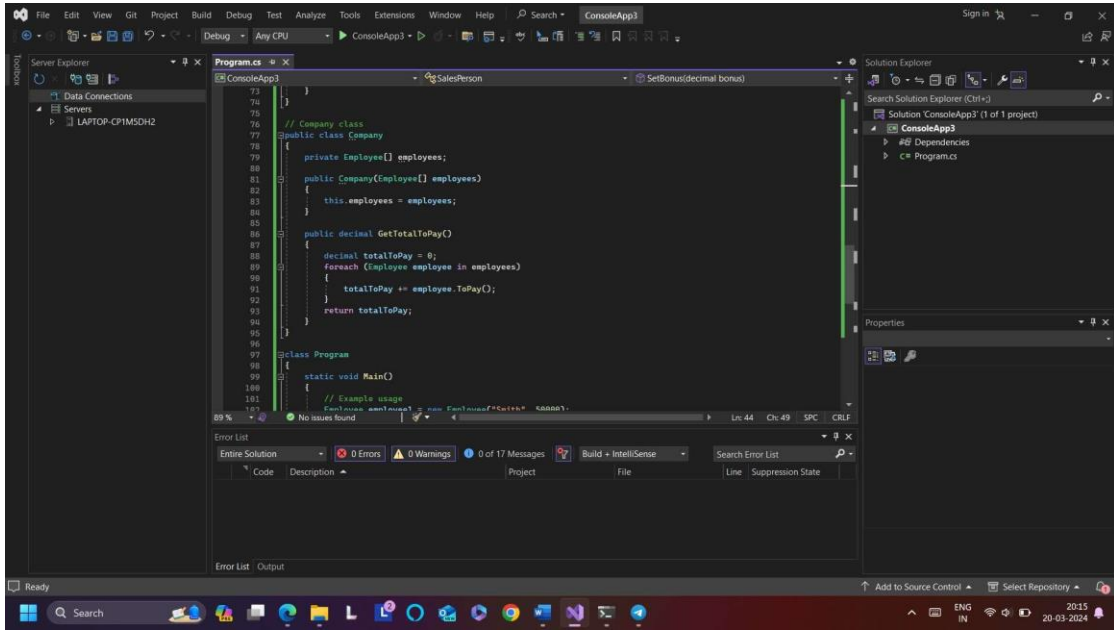 File Edit View Git Project Build Debug Test Analyze Tools Extensions Window Help Search ConsoleApp3 Sign in
Debug Any CPU ConsoleApp3
Toolbox
Server Explorer
Data Connections
Servers
LAPTOP-CP1M5DH2
Program.cs
ConsoleApp3 SalesPerson SetBonus(decimal bonus)
73 }
74 }
75
76 // Company class
77 public class Company
78 {
79 private Employee[] employees;
80
81 public Company(Employee[] employees)
82 {
83 this.employees = employees;
84 }
85
86 public decimal GetTotalToPay()
87 {
88 decimal totalToPay = 0;
89 foreach (Employee employee in employees)
90 {
91 totalToPay += employee.ToPay();
92 }
93 return totalToPay;
94 }
95 }
96
97 class Program
98 {
99 static void Main()
100 {
101 // Example usage
102 Employee employee1 = new Employee("Smith", 50000);
89 % No issues found Ln: 44 Ch: 49 SPC CRLF
Error List
Entire Solution 0 Errors 0 Warnings 0 of 17 Messages Build + IntelliSense Search Error List
Code Description Project File Line Suppression State
Error List Output
Solution Explorer
Search Solution Explorer (Ctrl+;)
Solution 'ConsoleApp3' (1 of 1 project)
ConsoleApp3
Dependencies
C# Program.cs
Properties
Ready Add to Source Control Select Repository
Search ENG 20:15
IN 20-03-2024